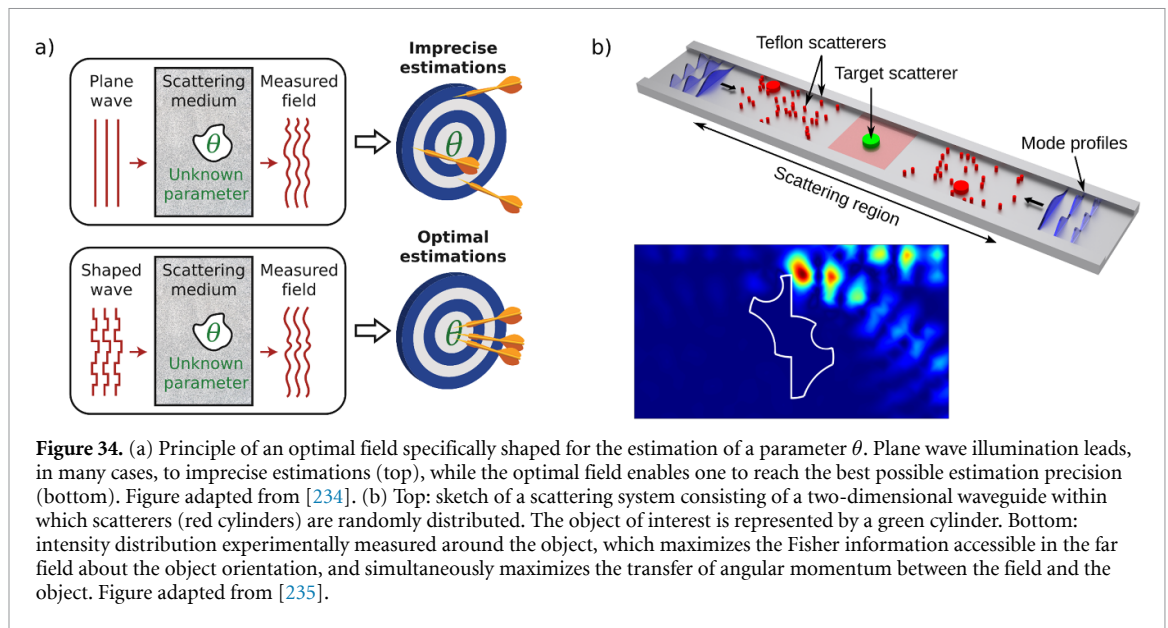 a)
Plane
wave
Scattering
medium
Measured
field
θ
Unknown
parameter
Imprecise
estimations
θ
Shaped
wave
Scattering
medium
Measured
field
θ
Unknown
parameter
Optimal
estimations
θ
b)
Teflon scatterers
Target scatterer
Mode profiles
Scattering region
Figure 34. (a) Principle of an optimal field specifically shaped for the estimation of a parameter θ. Plane wave illumination leads,
in many cases, to imprecise estimations (top), while the optimal field enables one to reach the best possible estimation precision
(bottom). Figure adapted from [234]. (b) Top: sketch of a scattering system consisting of a two-dimensional waveguide within
which scatterers (red cylinders) are randomly distributed. The object of interest is represented by a green cylinder. Bottom:
intensity distribution experimentally measured around the object, which maximizes the Fisher information accessible in the far
field about the object orientation, and simultaneously maximizes the transfer of angular momentum between the field and the
object. Figure adapted from [235].